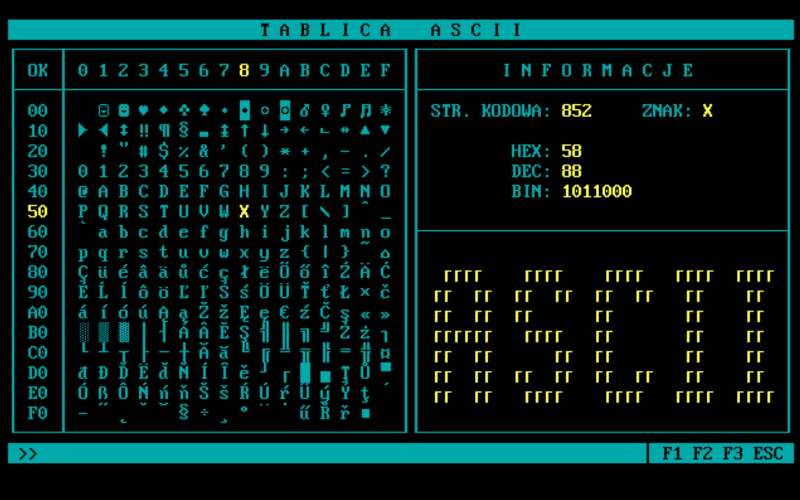 TABLICA ASCII
OK 0 1 2 3 4 5 6 7 8 9 A B C D E F
INFORMACJE
00 ☺ ☻ ♥ ♦ ♣ ♠ • ◘ ○ ◙ ♂ ♀ ♪ ♫ ☼
10 ► ◄ ↕ ‼ ¶ § ▬ ↨ ↑ ↓ → ← ∟ ↔ ▲ ▼
20 ! " # $ % & ' ( ) * + , - . /
30 0 1 2 3 4 5 6 7 8 9 : ; < = > ?
40 @ A B C D E F G H I J K L M N O
50 P Q R S T U V W X Y Z [ \ ] ^ _
60 ` a b c d e f g h i j k l m n o
70 p q r s t u v w x y z { | } ~ ⌂
80 Ç ü é â ä ů ć ç ł ë Ő ő î Ź Ä Ć
90 É Ĺ ĺ ô ö Ľ ľ Ś ś Ö Ü Ť ť Ł × č
A0 á í ó ú Ą ą Ž ž Ę ę € ź Č ş « »
B0 ░ ▒ ▓ │ ┤ Á Â Ě Ş ╣ ║ ╗ ╝ Ż ż ┐
C0 └ ┴ ┬ ├ ─ ┼ Ă ă ╚ ╔ ╩ ╦ ╠ ═ ╬ ¤
D0 đ Đ Ď Ë ď Ň Í Î ě ┘ ┌ █ ▄ Ţ Ů ▀
E0 Ó ß Ô Ń ń ň Š š Ŕ Ú ŕ Ű ý Ý ţ ´
F0 - ˝ ˛ ˇ ˘ § ÷ ¸ ° ¨ ˙ ű Ř ř ■
STR. KODOWA: 852 ZNAK: X
HEX: 58
DEC: 88
BIN: 1011000
ASCII
>> F1 F2 F3 ESC